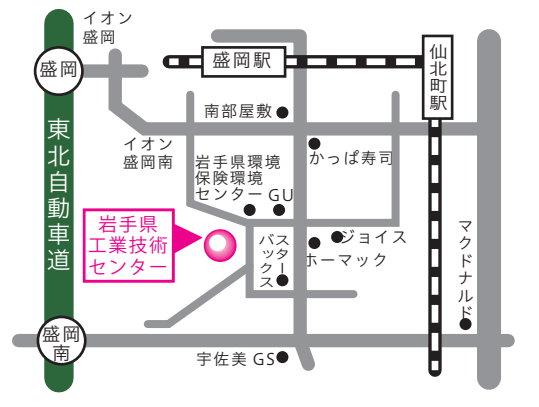 イオン
盛岡
盛岡
盛岡駅
仙北町駅
南部屋敷
東北自動車道
イオン
盛岡南
かっぱ寿司
岩手県環境
保険環境
センター GU
岩手県
工業技術
センター
スターバックス
ジョイス
ホーマック
マクドナルド
盛岡
南
宇佐美 GS